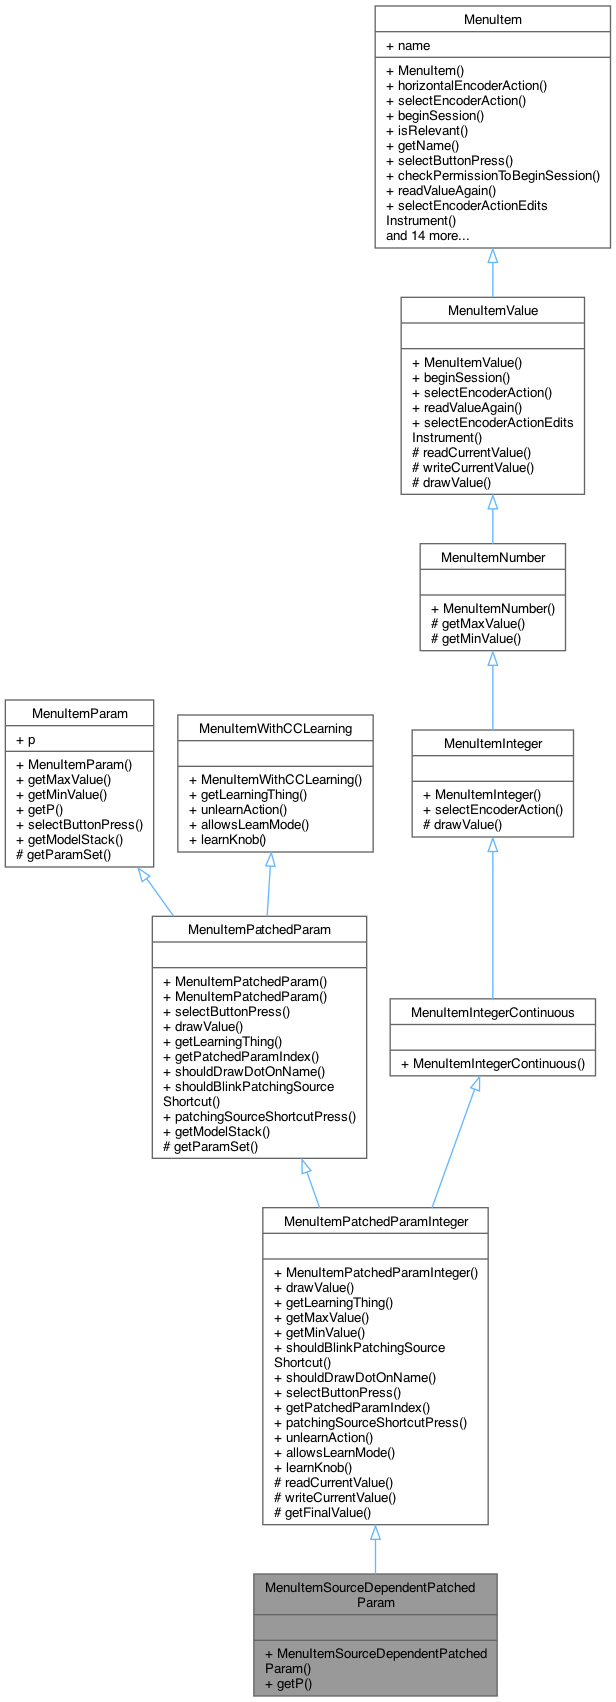 MenuItem
+ name
+ MenuItem()
+ horizontalEncoderAction()
+ selectEncoderAction()
+ beginSession()
+ isRelevant()
+ getName()
+ selectButtonPress()
+ checkPermissionToBeginSession()
+ readValueAgain()
+ selectEncoderActionEdits
Instrument()
and 14 more...
MenuItemValue
+ MenuItemValue()
+ beginSession()
+ selectEncoderAction()
+ readValueAgain()
+ selectEncoderActionEdits
Instrument()
# readCurrentValue()
# writeCurrentValue()
# drawValue()
MenuItemNumber
+ MenuItemNumber()
# getMaxValue()
# getMinValue()
MenuItemParam
+ p
+ MenuItemParam()
+ getMaxValue()
+ getMinValue()
+ getP()
+ selectButtonPress()
+ getModelStack()
# getParamSet()
MenuItemWithCCLearning
+ MenuItemWithCCLearning()
+ getLearningThing()
+ unlearnAction()
+ allowsLearnMode()
+ learnKnob()
MenuItemInteger
+ MenuItemInteger()
+ selectEncoderAction()
# drawValue()
MenuItemPatchedParam
+ MenuItemPatchedParam()
+ MenuItemPatchedParam()
+ selectButtonPress()
+ drawValue()
+ getLearningThing()
+ getPatchedParamIndex()
+ shouldDrawDotOnName()
+ shouldBlinkPatchingSource
Shortcut()
+ patchingSourceShortcutPress()
+ getModelStack()
# getParamSet()
MenuItemIntegerContinuous
+ MenuItemIntegerContinuous()
MenuItemPatchedParamInteger
+ MenuItemPatchedParamInteger()
+ drawValue()
+ getLearningThing()
+ getMaxValue()
+ getMinValue()
+ shouldBlinkPatchingSource
Shortcut()
+ shouldDrawDotOnName()
+ selectButtonPress()
+ getPatchedParamIndex()
+ patchingSourceShortcutPress()
+ unlearnAction()
+ allowsLearnMode()
+ learnKnob()
# readCurrentValue()
# writeCurrentValue()
# getFinalValue()
MenuItemSourceDependentPatched
Param
+ MenuItemSourceDependentPatched
Param()
+ getP()